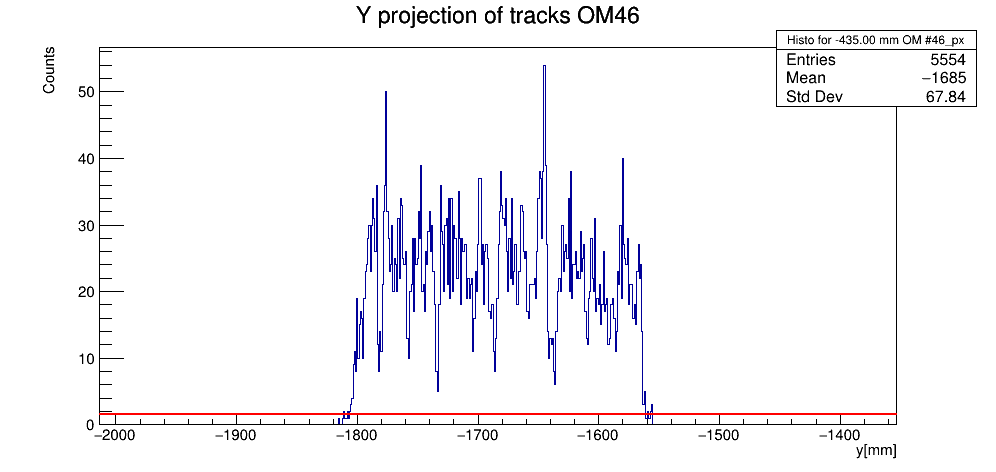 Y projection of tracks OM46
Histo for -435.00 mm OM #46_px
Entries 5554
Mean −1685
Std Dev 67.84
Counts
50
40
30
20
10
0
−2000 −1900 −1800 −1700 −1600 −1500 −1400
y[mm]